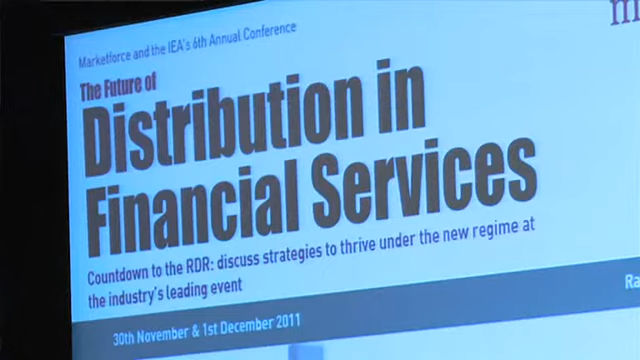 Marketforce and the IEA's 6th Annual Conference
The Future of
Distribution in
Financial Services
Countdown to the RDR: discuss strategies to thrive under the new regime at
the industry's leading event
30th November & 1st December 2011